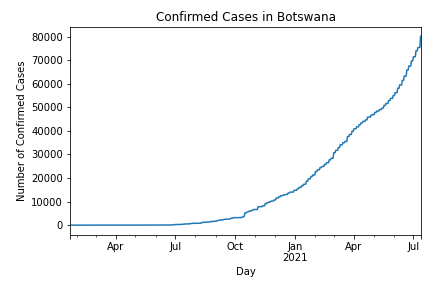 Confirmed Cases in Botswana
Number of Confirmed Cases
80000
70000
60000
50000
40000
30000
20000
10000
0
Apr Jul Oct Jan Apr Jul
2021
Day